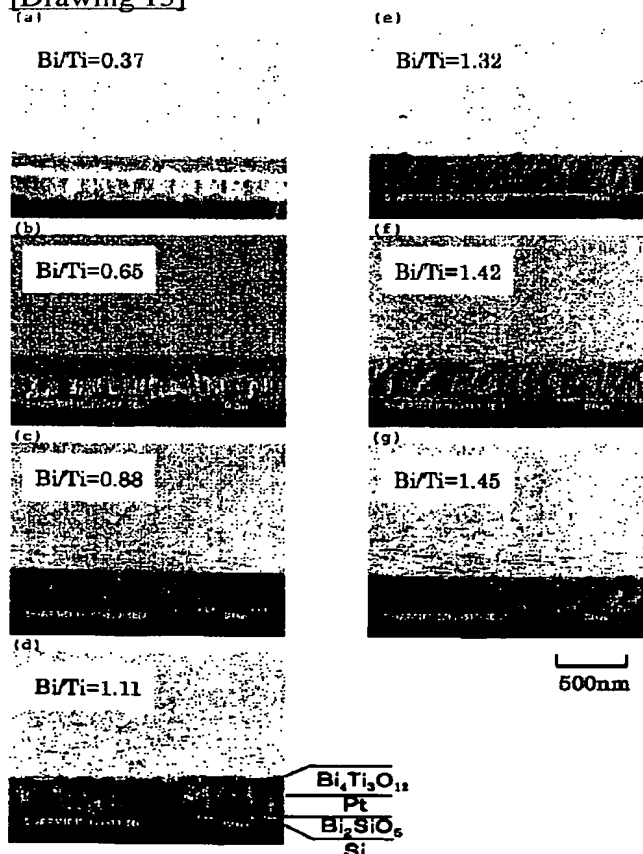 [Drawing
(a)
Bi/Ti=0.37
(b)
Bi/Ti=0.65
(c)
Bi/Ti=0.88
(d)
Bi/Ti=1.11
(e)
Bi/Ti=1.32
(f)
Bi/Ti=1.42
(g)
Bi/Ti=1.45
500nm
Bi₄Ti₃O₁₂
Pt
Bi₂SiO₅
Si